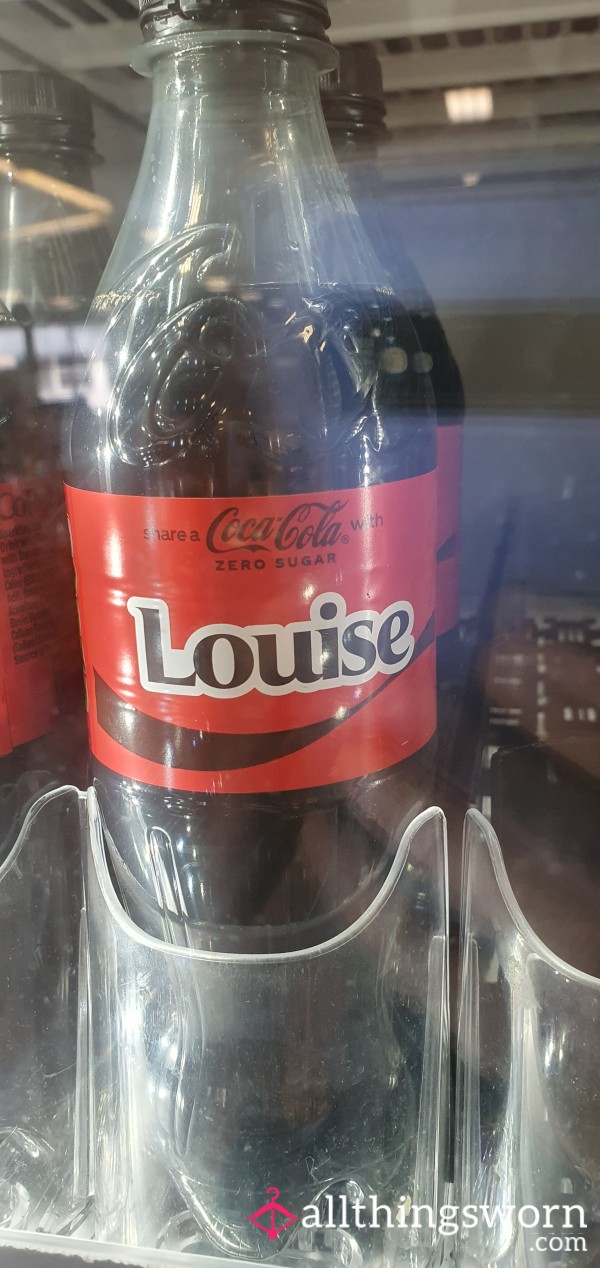 share a Coca-Cola® with
ZERO SUGAR
Louise
allthingsworn
.com